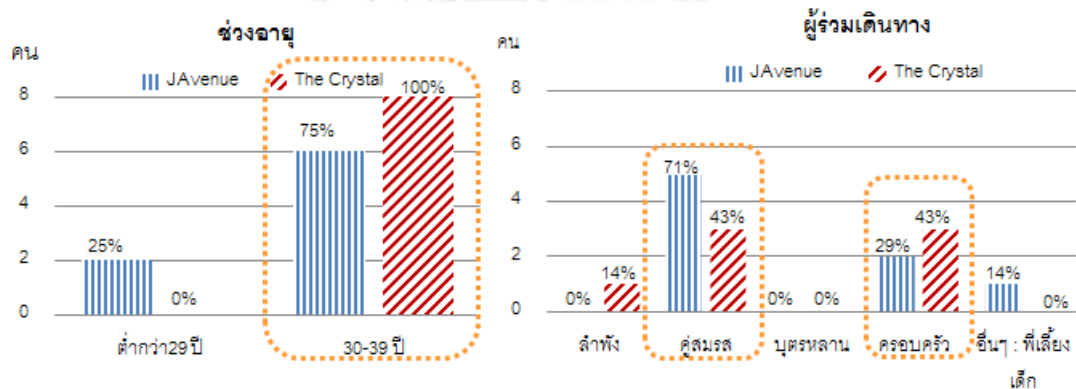 ช่วงอายุ
คน
JAvenue The Crystal
8
6
4
2
0
25%
0%
75%
100%
ต่ำกว่า29 ปี
30-39 ปี
ผู้ร่วมเดินทาง
คน
JAvenue The Crystal
8
6
4
2
0
0%
14%
71%
43%
0%
0%
29%
43%
14%
0%
ลำพัง
คู่สมรส
บุตรหลาน
ครอบครัว
อื่นๆ : พี่เลี้ยง
เด็ก